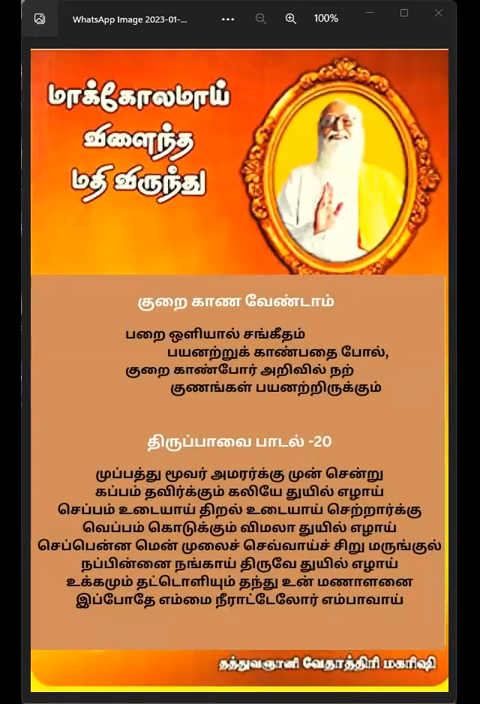 WhatsApp Image 2023-01-...
100%
மாக்கோலமாய்
விளைந்த
மதி விருந்து
குறை காண வேண்டாம்
பறை ஒளியால் சங்கீதம்
பயனற்றுக் காண்பதை போல்,
குறை காண்போர் அறிவில் நற்
குணங்கள் பயனற்றிருக்கும்
திருப்பாவை பாடல் -20
முப்பத்து மூவர் அமரர்க்கு முன் சென்று
கப்பம் தவிர்க்கும் கலியே துயில் எழாய்
செப்பம் உடையாய் திறல் உடையாய் செற்றார்க்கு
வெப்பம் கொடுக்கும் விமலா துயில் எழாய்
செப்பென்ன மென் முலைச் செவ்வாய்ச் சிறு மருங்குல்
நப்பின்னை நங்காய் திருவே துயில் எழாய்
உக்கமும் தட்டொளியும் தந்து உன் மணாளனை
இப்போதே எம்மை நீராட்டேலோர் எம்பாவாய்
தத்துவஞானி வேதாத்திரி மகரிஷி